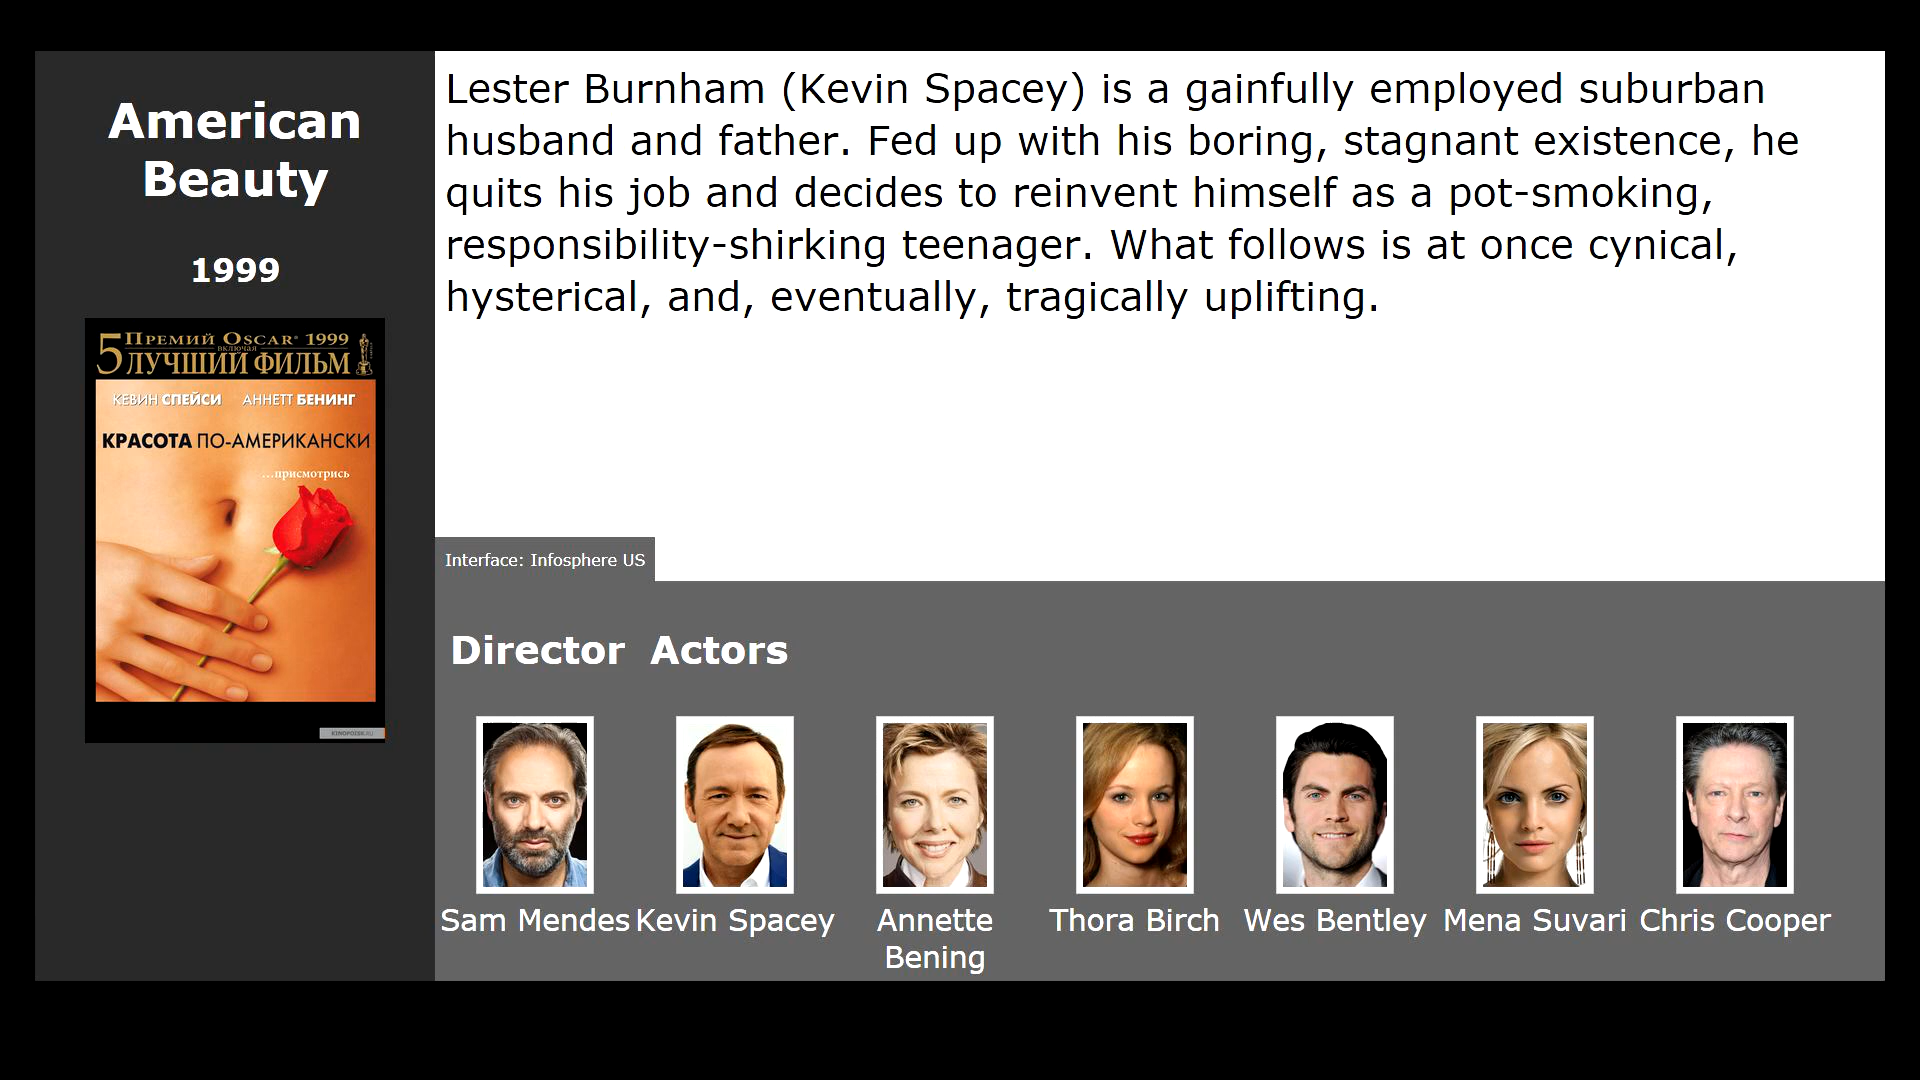 American
Beauty
1999
5 ПРЕМИЙ OSCAR® 1999
ВКЛЮЧАЯ
ЛУЧШИЙ ФИЛЬМ
КЕВИН СПЕЙСИ АННЕТТ БЕНИНГ
КРАСОТА ПО-АМЕРИКАНСКИ
...присмотрись
KINOPOISK.RU
Lester Burnham (Kevin Spacey) is a gainfully employed suburban
husband and father. Fed up with his boring, stagnant existence, he
quits his job and decides to reinvent himself as a pot-smoking,
responsibility-shirking teenager. What follows is at once cynical,
hysterical, and, eventually, tragically uplifting.
Interface: Infosphere US
Director Actors
Sam Mendes Kevin Spacey Annette Bening Thora Birch Wes Bentley Mena Suvari Chris Cooper